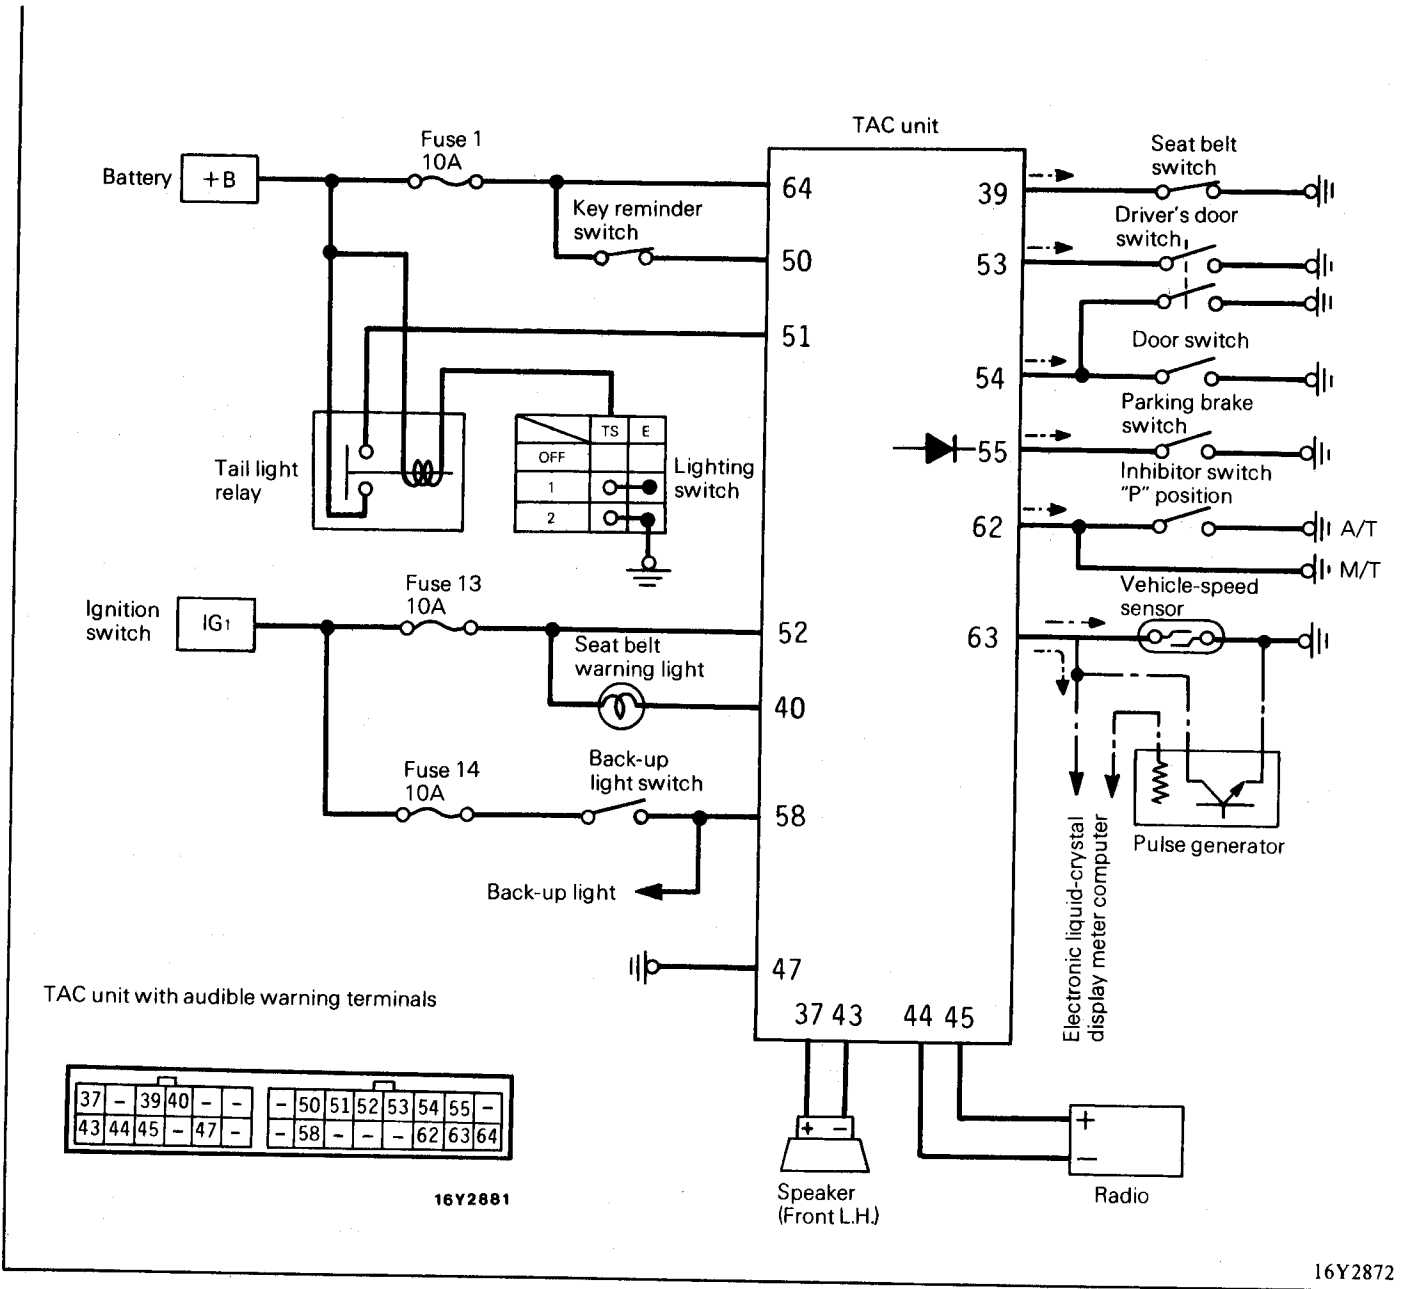 TAC unit
Battery
+B
Fuse 1
10A
64
Key reminder
switch
50
51
Tail light
relay
TS E
OFF
1
2
Lighting
switch
Ignition
switch
IG1
Fuse 13
10A
52
Seat belt
warning light
40
Fuse 14
10A
Back-up
light switch
58
Back-up light
47
37 43 44 45
39
Seat belt
switch
53
Driver's door
switch
54
Door switch
55
Parking brake
switch
62
Inhibitor switch
"P" position
A/T
M/T
63
Vehicle-speed
sensor
Pulse generator
Electronic liquid-crystal
display meter computer
+ −
Speaker
(Front L.H.)
+
−
Radio
TAC unit with audible warning terminals
37 – 39 40 – – – 50 51 52 53 54 55 –
43 44 45 – 47 – – 58 – – – 62 63 64
16Y2881
16Y2872